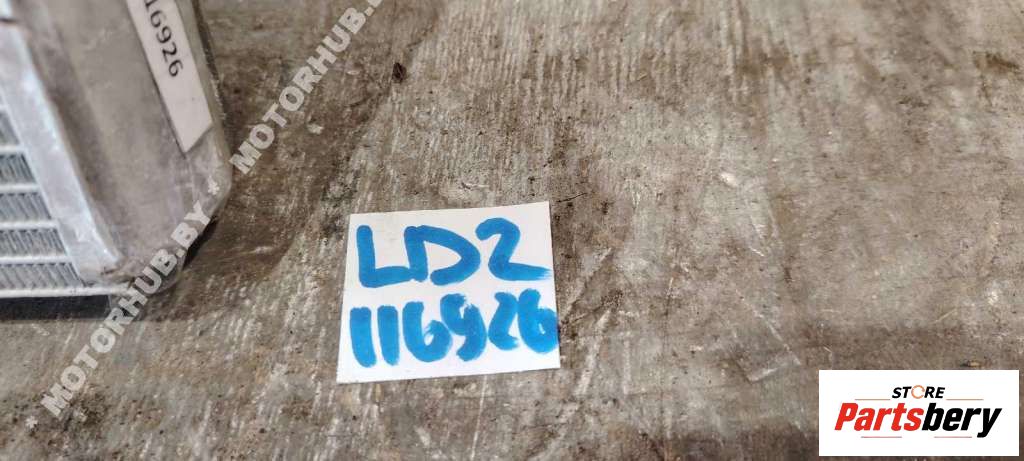 16926
MOTORHUB.BY* MOTORHUB.BY
LD2
116926
STORE
Partsbery